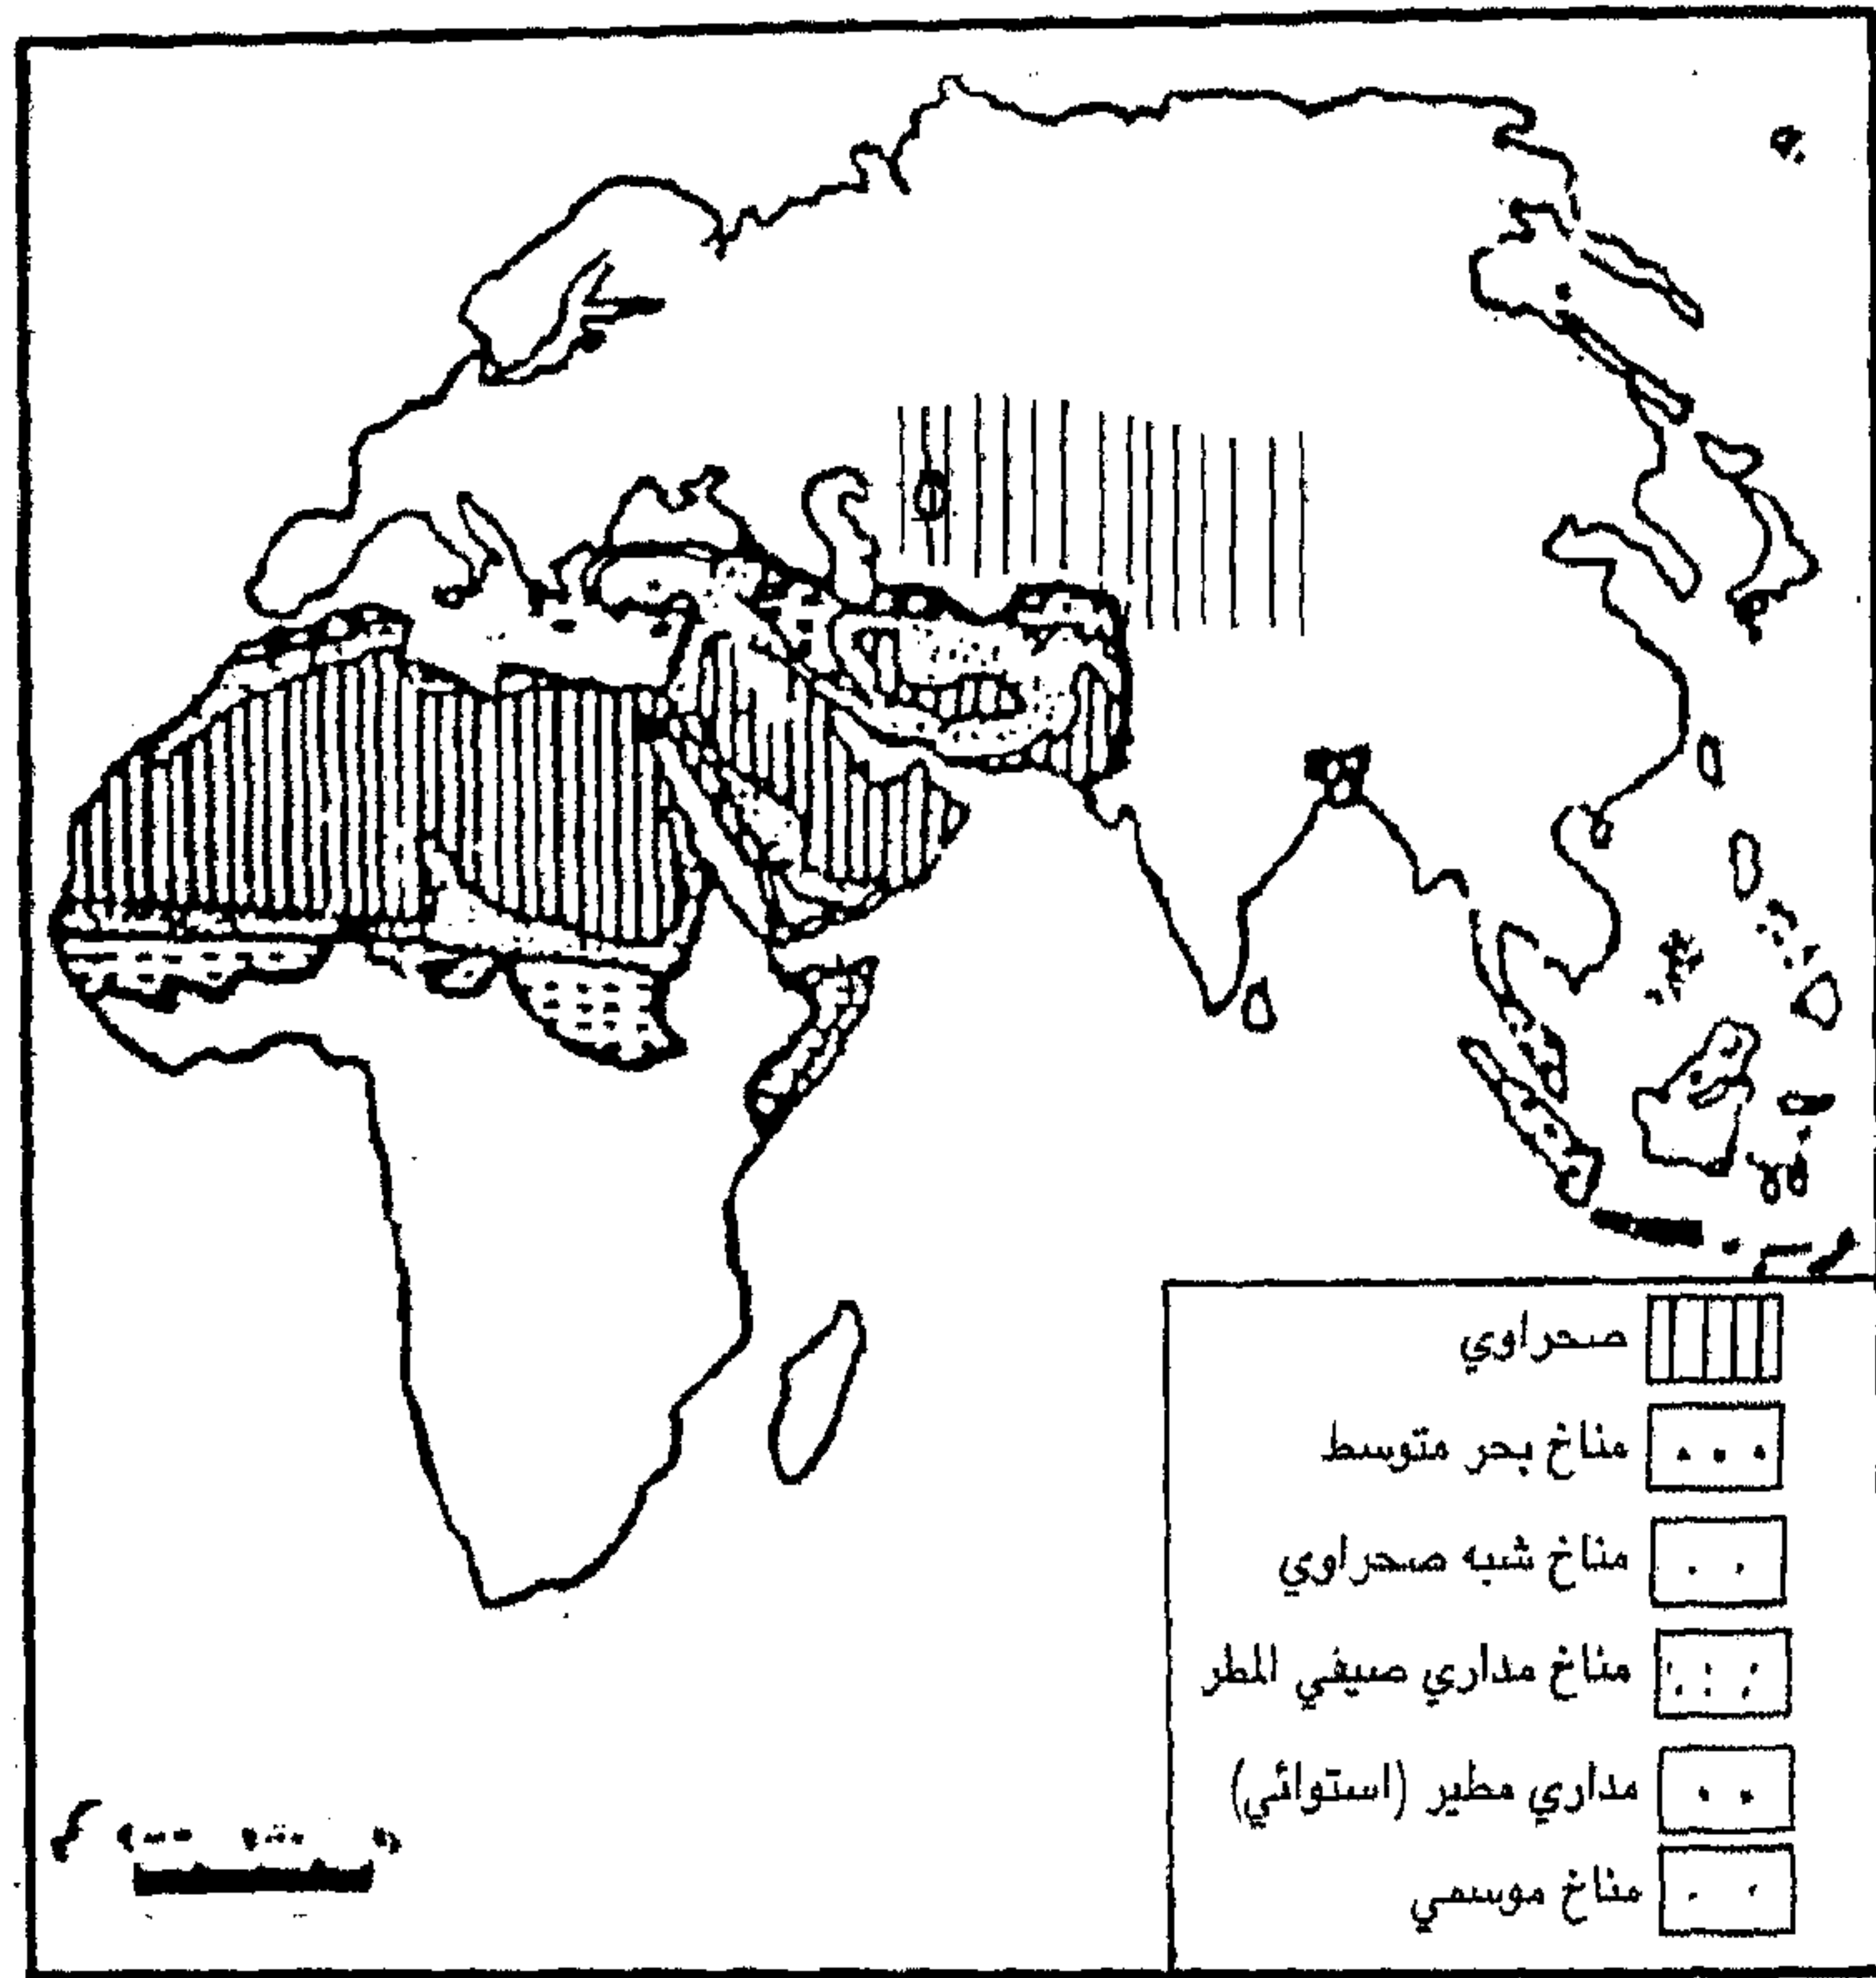 صحراوي
مناخ بحر متوسط
مناخ شبه صحراوي
مناخ مداري صيفي المطر
مداري مطير (استوائي)
مناخ موسمي